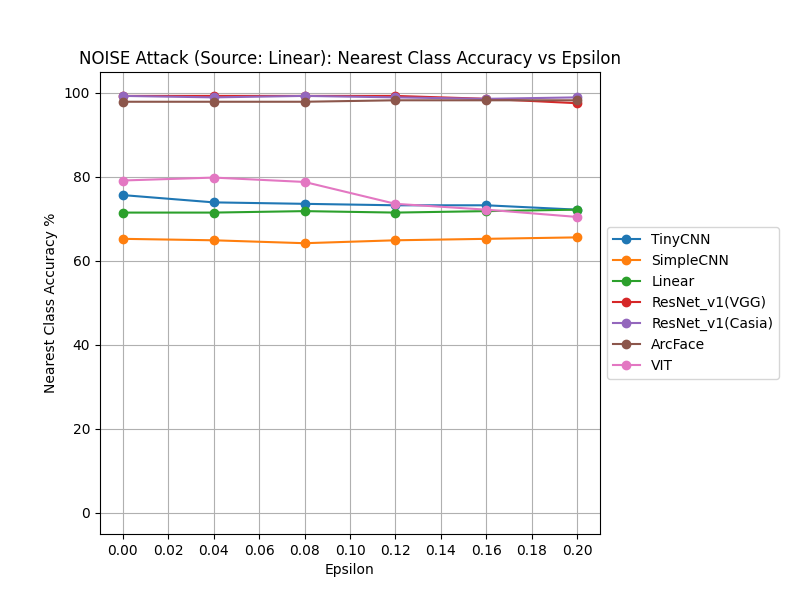 NOISE Attack (Source: Linear): Nearest Class Accuracy vs Epsilon
Nearest Class Accuracy %
100
80
60
40
20
0
0.00 0.02 0.04 0.06 0.08 0.10 0.12 0.14 0.16 0.18 0.20
Epsilon
TinyCNN
SimpleCNN
Linear
ResNet_v1(VGG)
ResNet_v1(Casia)
ArcFace
VIT